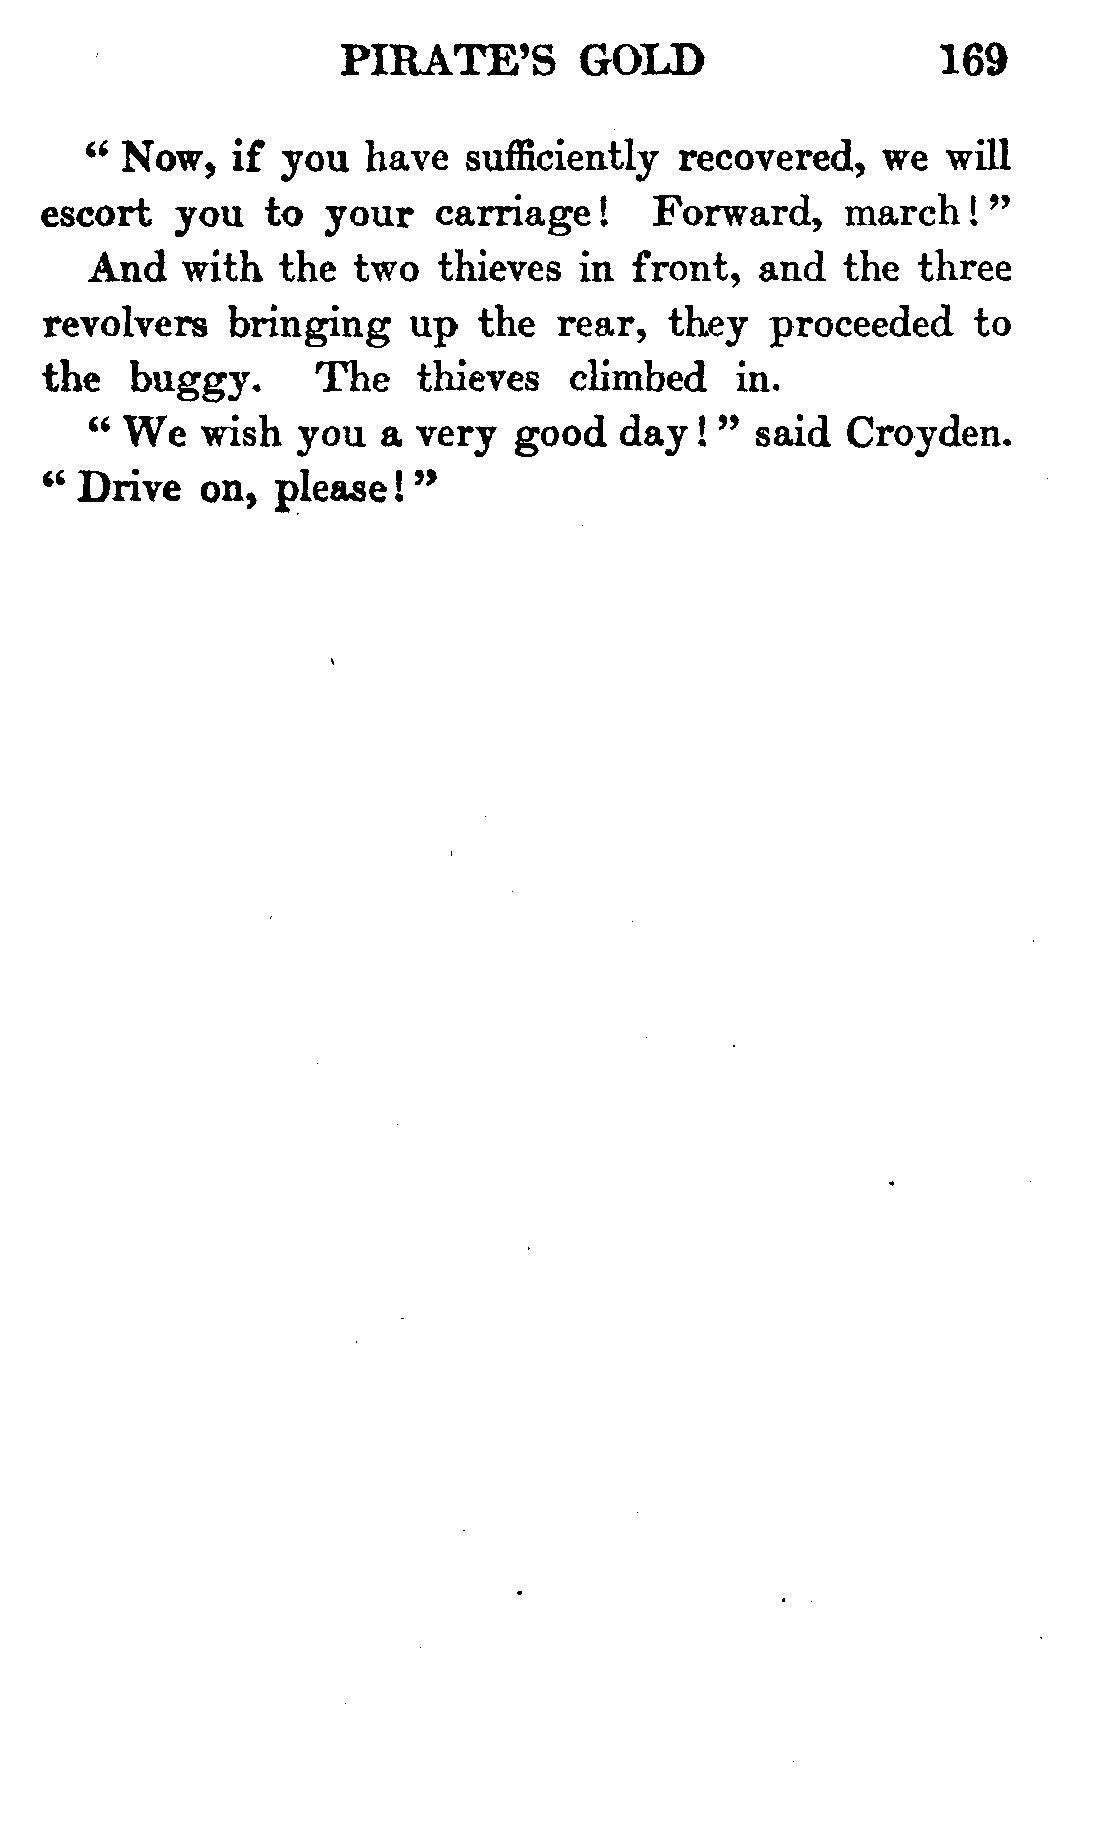 PIRATE'S GOLD 169
“ Now, if you have sufficiently recovered, we will
escort you to your carriage! Forward, march! ”
And with the two thieves in front, and the three
revolvers bringing up the rear, they proceeded to
the buggy. The thieves climbed in.
“ We wish you a very good day! ” said Croyden.
“ Drive on, please! ”